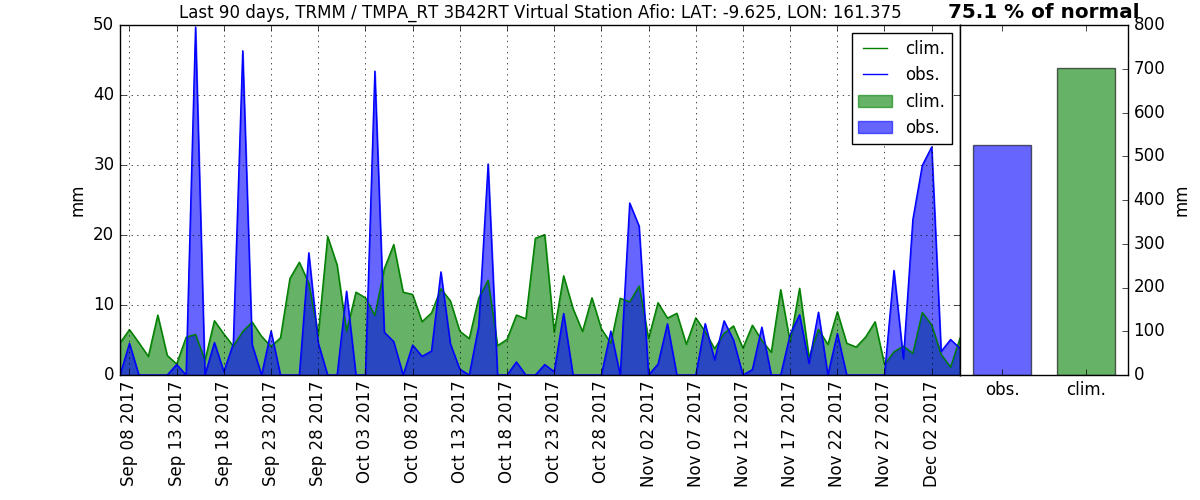 Last 90 days, TRMM / TMPA_RT 3B42RT Virtual Station Afio: LAT: -9.625, LON: 161.375
75.1 % of normal
clim.
obs.
clim.
obs.
50
40
30
20
10
0
mm
800
700
600
500
400
300
200
100
0
mm
Sep 08 2017
Sep 13 2017
Sep 18 2017
Sep 23 2017
Sep 28 2017
Oct 03 2017
Oct 08 2017
Oct 13 2017
Oct 18 2017
Oct 23 2017
Oct 28 2017
Nov 02 2017
Nov 07 2017
Nov 12 2017
Nov 17 2017
Nov 22 2017
Nov 27 2017
Dec 02 2017
obs.
clim.